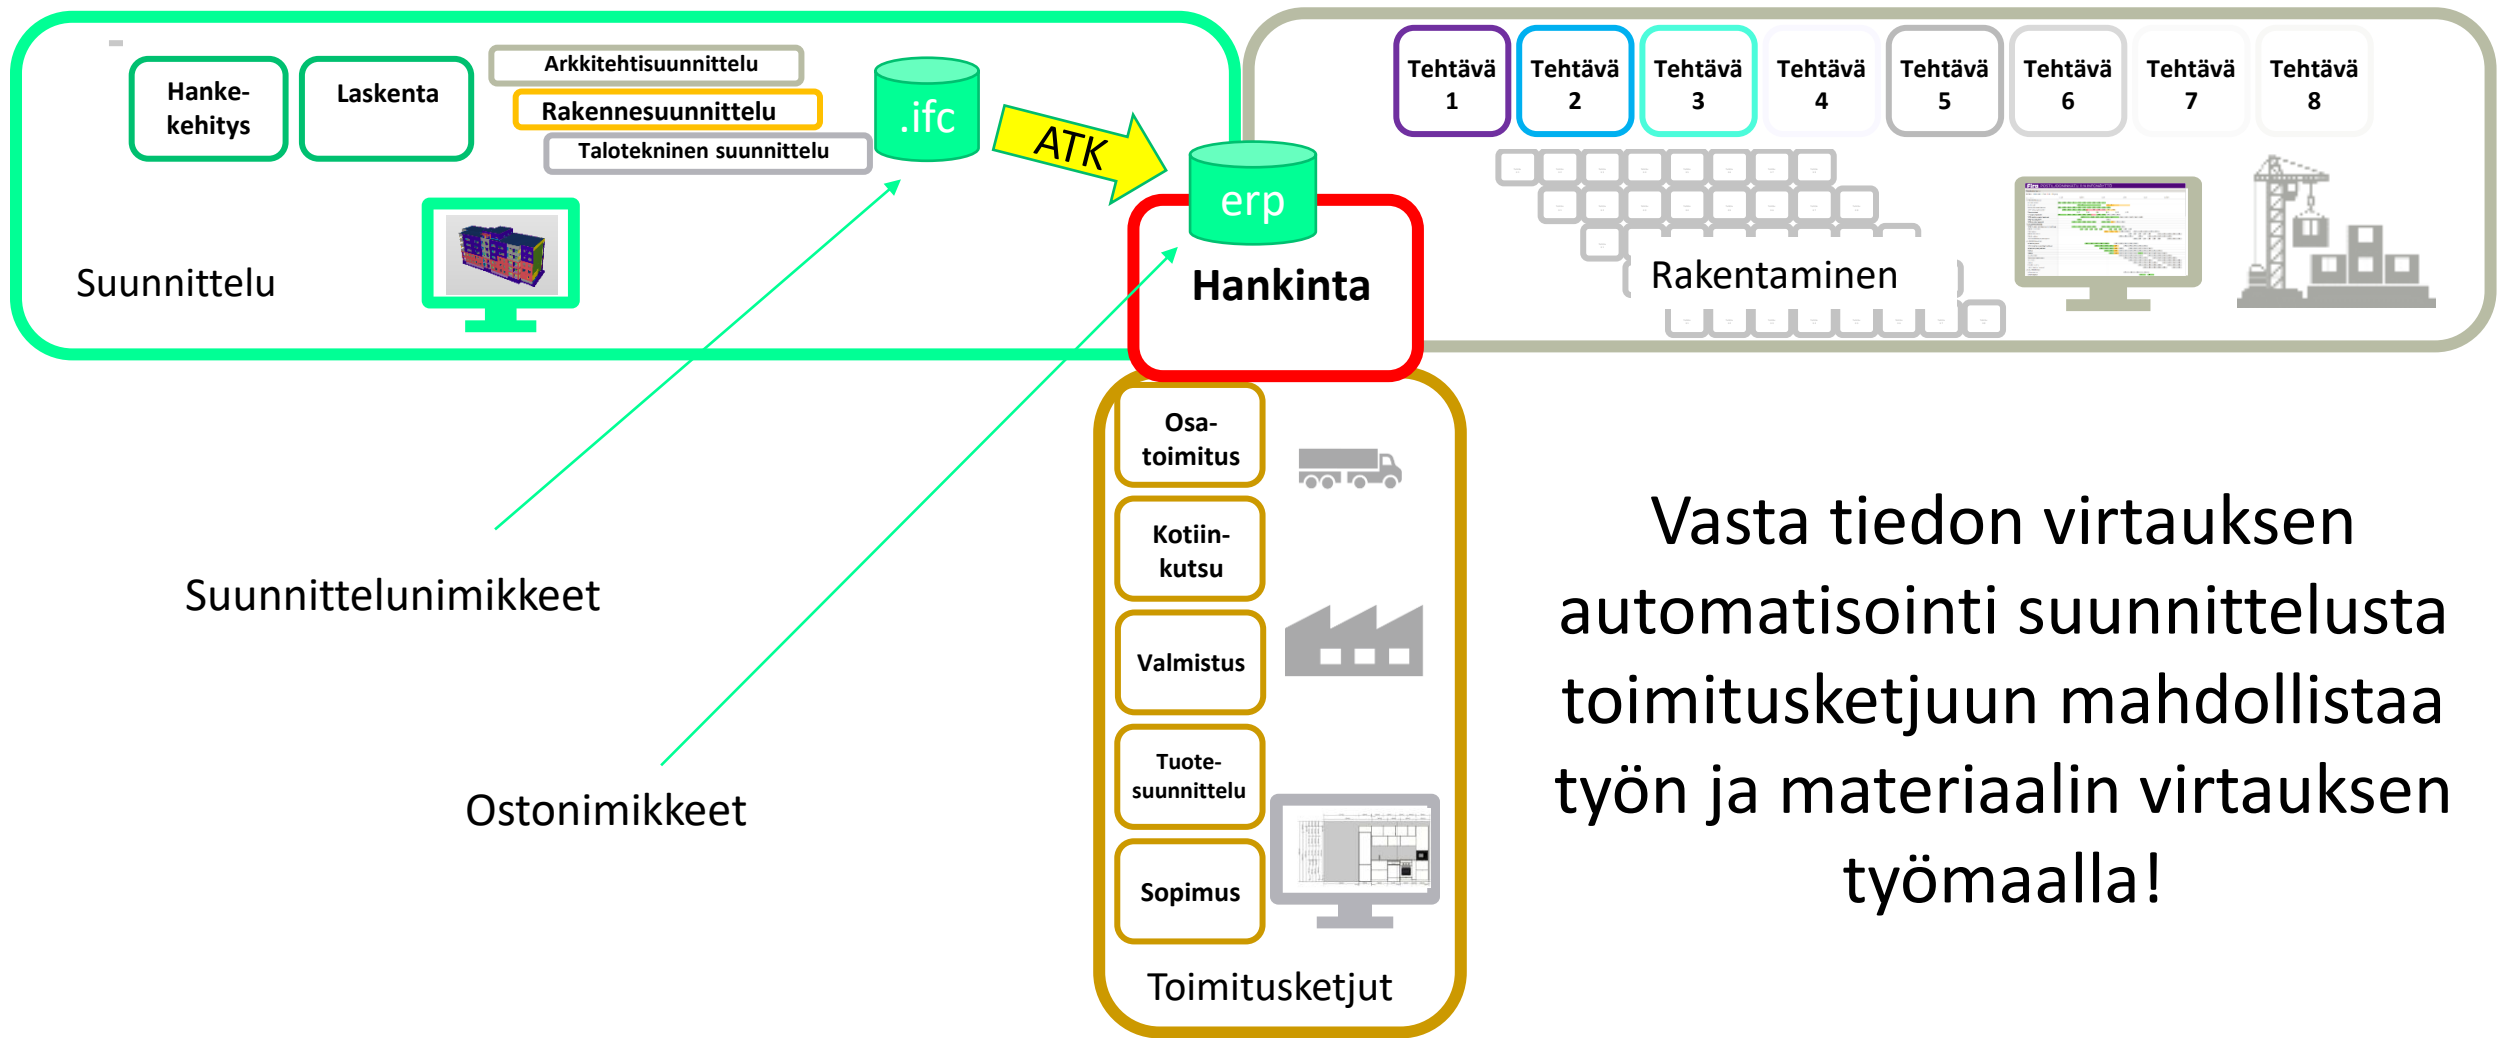 Hanke-
kehitys
Laskenta
Arkkitehtisuunnittelu
Rakennesuunnittelu
Talotekninen suunnittelu
.ifc
ATK
erp
Suunnittelu
Hankinta
Tehtävä
1
Tehtävä
2
Tehtävä
3
Tehtävä
4
Tehtävä
5
Tehtävä
6
Tehtävä
7
Tehtävä
8
Rakentaminen
Osa-
toimitus
Kotiin-
kutsu
Valmistus
Tuote-
suunnittelu
Sopimus
Toimitusketjut
Suunnittelunimikkeet
Ostonimikkeet
Vasta tiedon virtauksen
automatisointi suunnittelusta
toimitusketjuun mahdollistaa
työn ja materiaalin virtauksen
työmaalla!